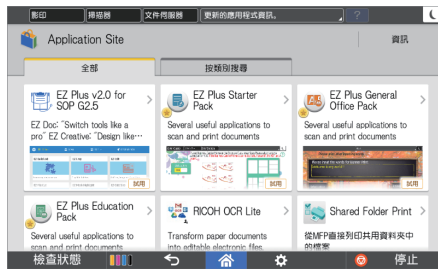 影印 掃描器 文件伺服器 更新的應用程式資訊。 ?
Application Site 資訊
全部 按類別搜尋
EZ Plus v2.0 for
SOP G2.5
EZ Doc: "Switch tools like a
pro" EZ Creative: "Design like…
試用
EZ Plus Starter
Pack
Several useful applications to
scan and print documents
試用
EZ Plus General
Office Pack
Several useful applications to
scan and print documents
試用
EZ Plus Education
Pack
Several useful applications to
scan and print documents
RICOH OCR Lite
Transform paper documents
into editable electronic files.
Shared Folder Print
從MFP直接列印共用資料夾中
的檔案
檢查狀態 停止